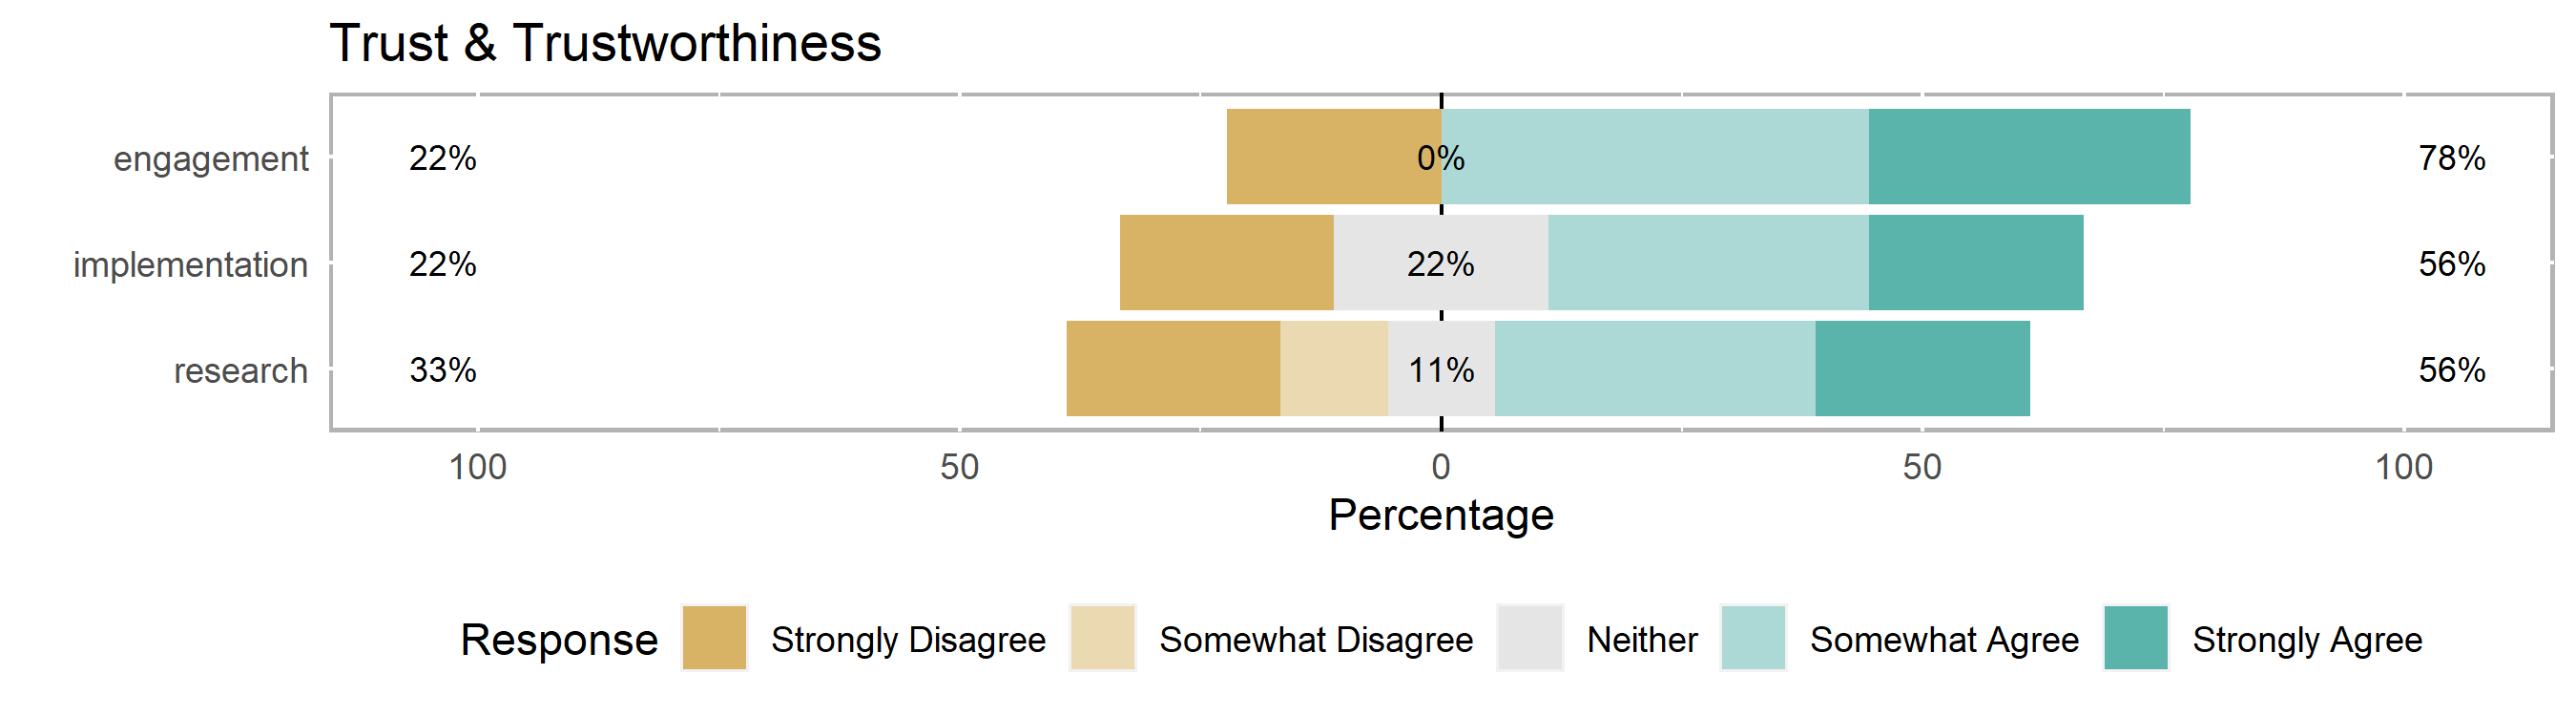 Trust & Trustworthiness
engagement 22% 0% 78%
implementation 22% 22% 56%
research 33% 11% 56%
100 50 0 50 100
Percentage
Response Strongly Disagree Somewhat Disagree Neither Somewhat Agree Strongly Agree